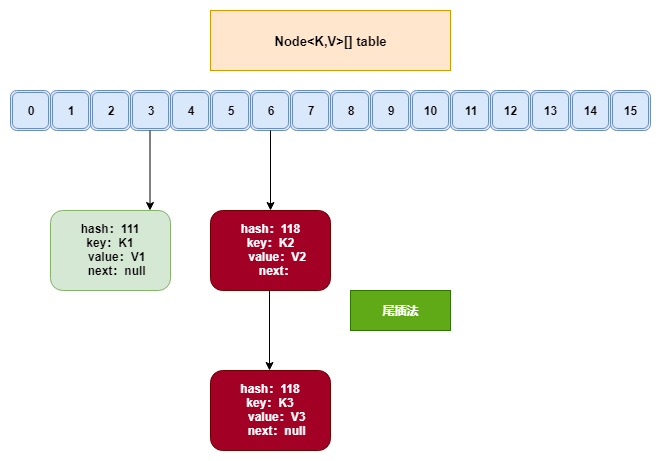 Node<K,V>[] table
0 1 2 3 4 5 6 7 8 9 10 11 12 13 14 15
hash：111
key：K1
value：V1
next：null
hash：118
key：K2
value：V2
next：
尾插法
hash：118
key：K3
value：V3
next：null